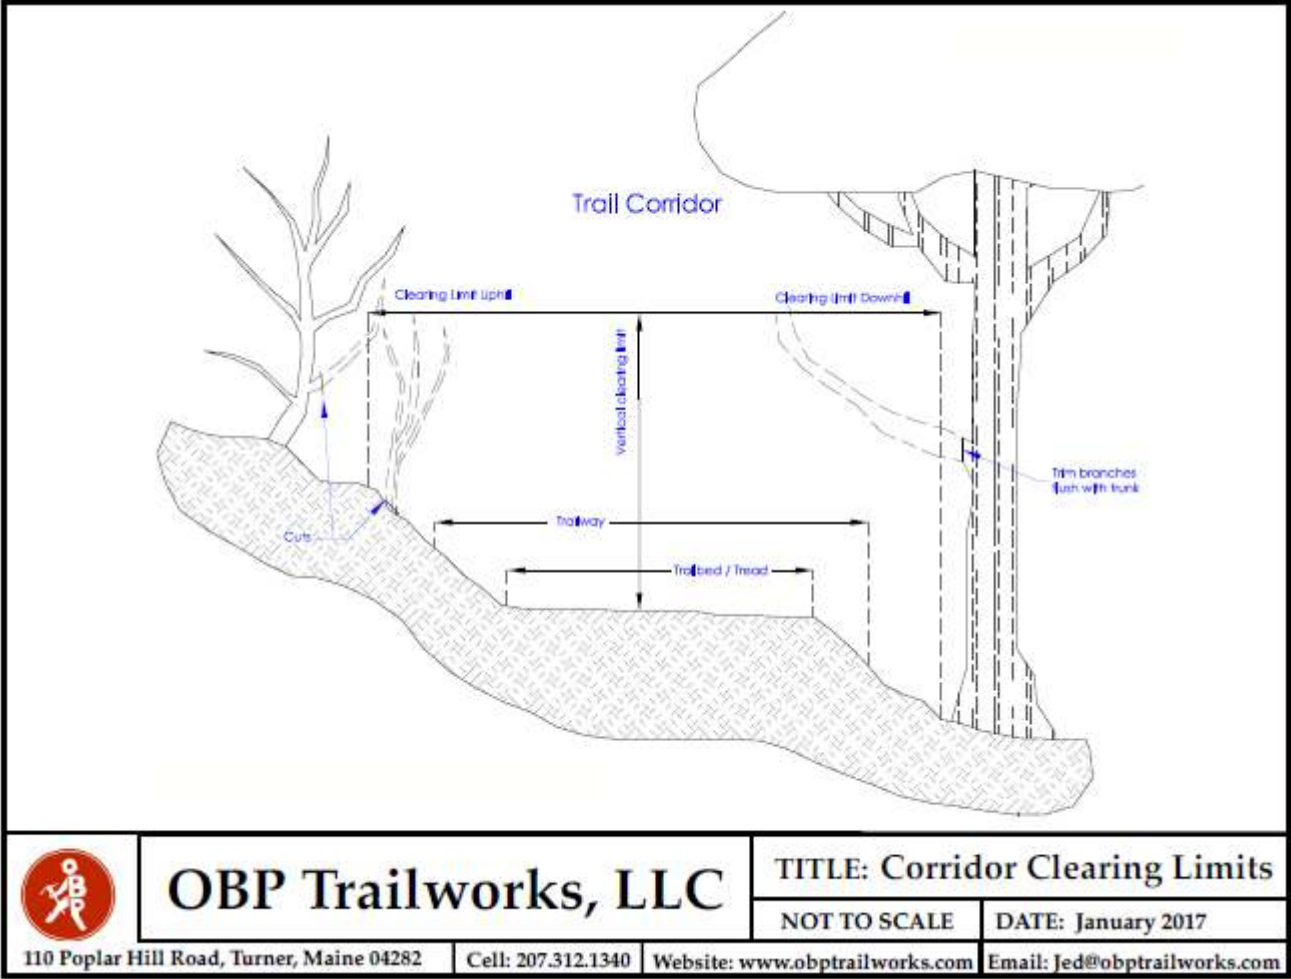 Trail Corridor
Clearing Limit Uphill
Clearing Limit Downhill
Vertical clearing limit
Trim branches
flush with trunk
Trailway
Cuts
Trailbed / Tread
OBP
OBP Trailworks, LLC
TITLE: Corridor Clearing Limits
NOT TO SCALE
DATE: January 2017
110 Poplar Hill Road, Turner, Maine 04282
Cell: 207.312.1340
Website: www.obptrailworks.com
Email: Jed@obptrailworks.com